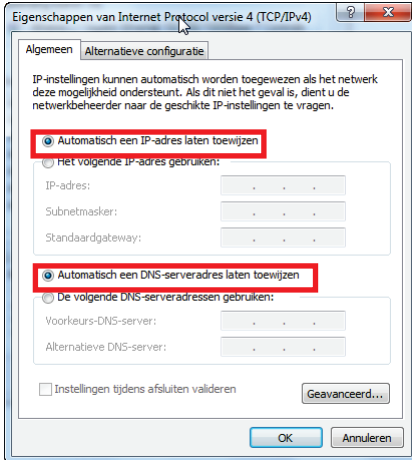 Eigenschappen van Internet Protocol versie 4 (TCP/IPv4)
Algemeen Alternatieve configuratie
IP-instellingen kunnen automatisch worden toegewezen als het netwerk
deze mogelijkheid ondersteunt. Als dit niet het geval is, dient u de
netwerkbeheerder naar de geschikte IP-instellingen te vragen.
Automatisch een IP-adres laten toewijzen
Het volgende IP-adres gebruiken:
IP-adres:
Subnetmasker:
Standaardgateway:
Automatisch een DNS-serveradres laten toewijzen
De volgende DNS-serveradressen gebruiken:
Voorkeurs-DNS-server:
Alternatieve DNS-server:
Instellingen tijdens afsluiten valideren
Geavanceerd...
OK Annuleren